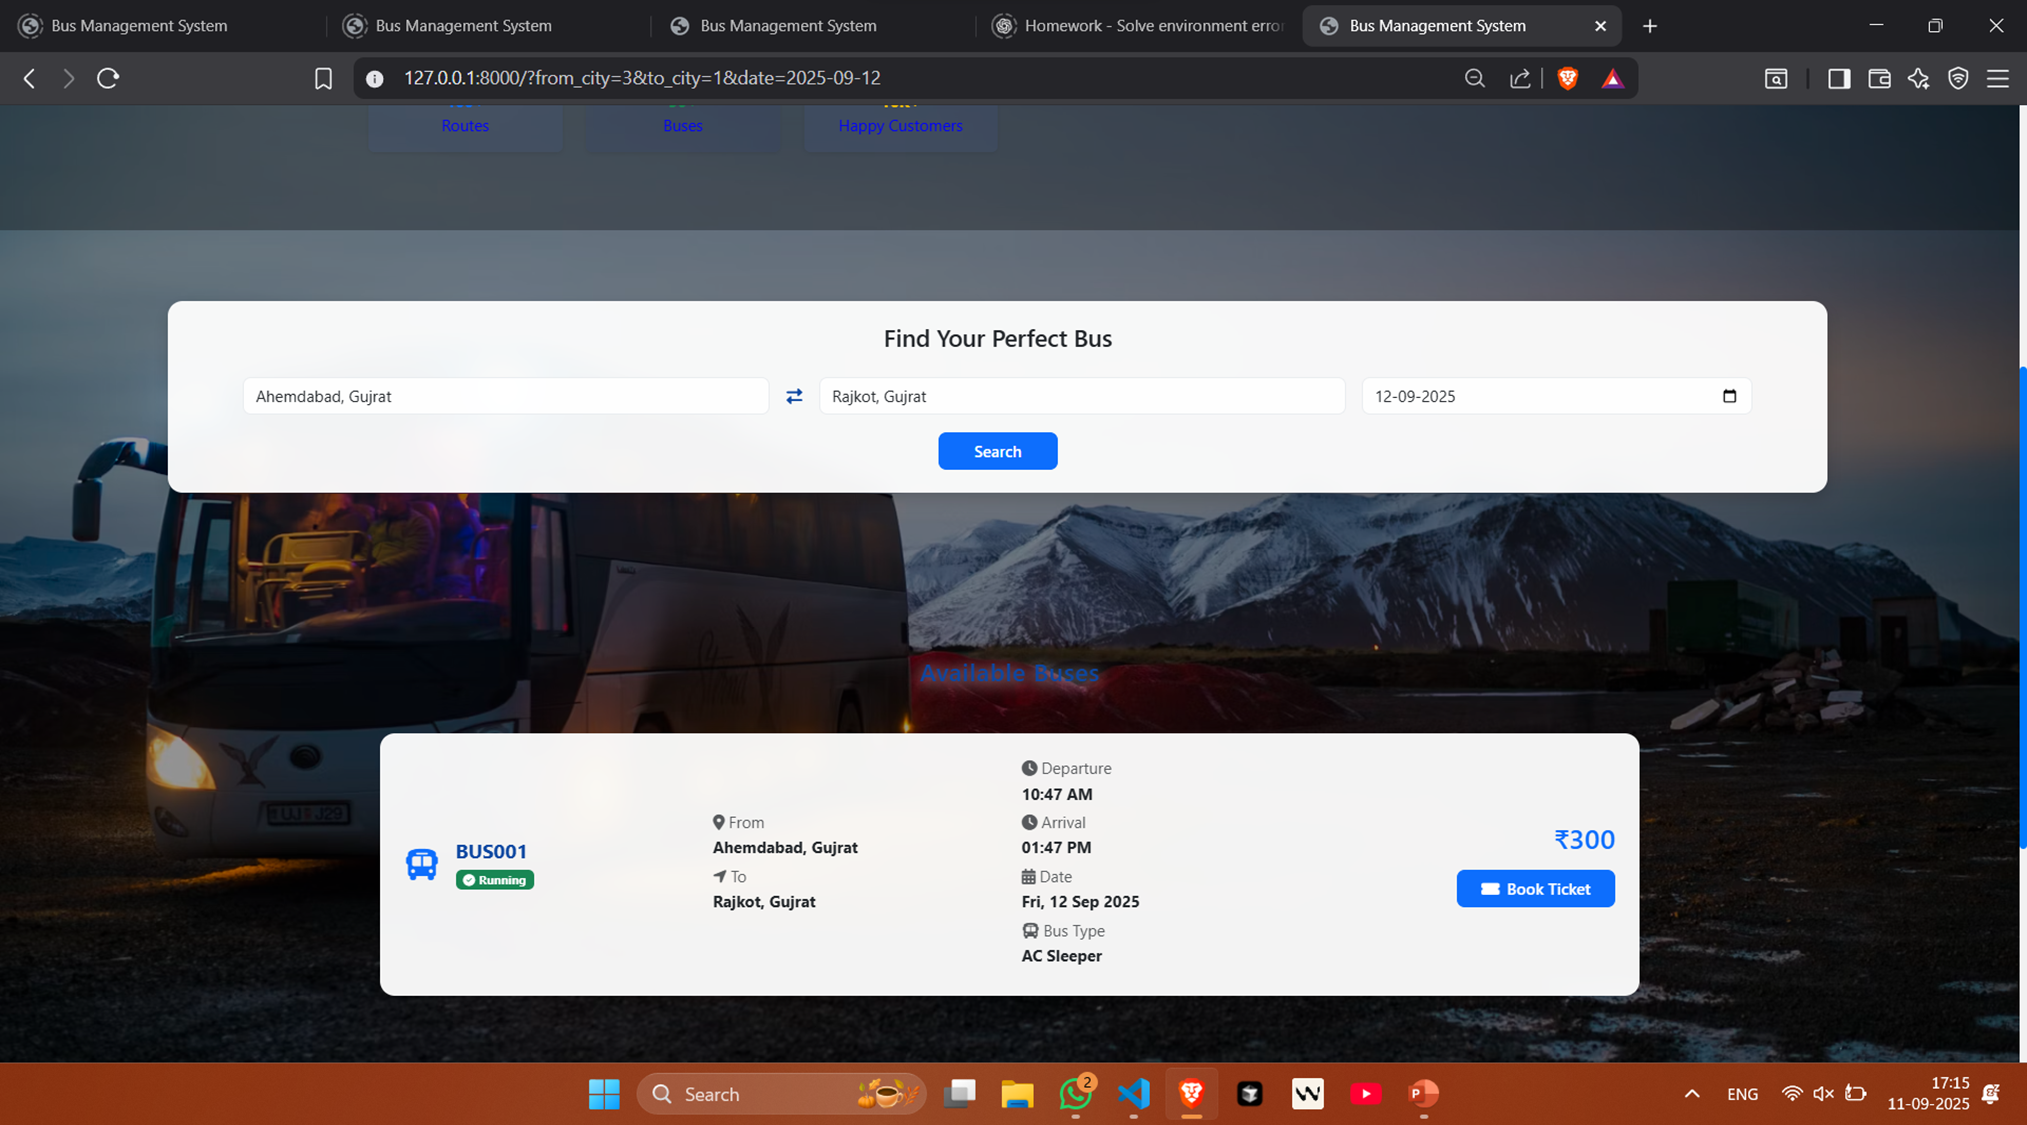 Bus Management System
Bus Management System
Bus Management System
Homework - Solve environment erro
Bus Management System
127.0.0.1:8000/?from_city=3&to_city=1&date=2025-09-12
Routes
Buses
Happy Customers
Find Your Perfect Bus
Ahemdabad, Gujrat
Rajkot, Gujrat
12-09-2025
Search
Available Buses
BUS001
Running
From
Ahemdabad, Gujrat
To
Rajkot, Gujrat
Departure
10:47 AM
Arrival
01:47 PM
Date
Fri, 12 Sep 2025
Bus Type
AC Sleeper
₹300
Book Ticket
Search
2
ENG
17:15
11-09-2025